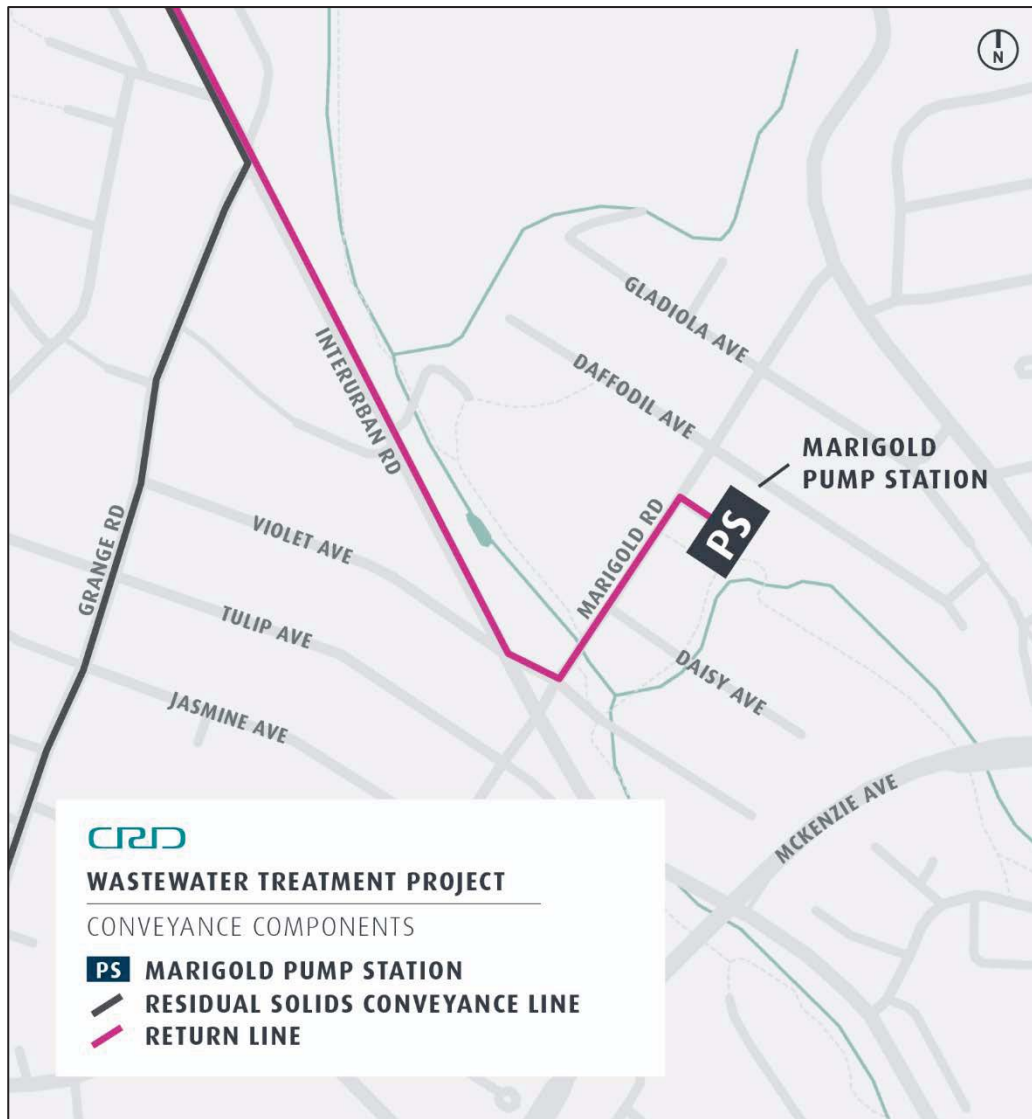 N
GLADIOLA AVE
DAFFODIL AVE
INTERURBAN RD
MARIGOLD
PUMP STATION
PS
MARIGOLD RD
GRANGE RD
VIOLET AVE
TULIP AVE
JASMINE AVE
DAISY AVE
MCKENZIE AVE
CRD
WASTEWATER TREATMENT PROJECT
CONVEYANCE COMPONENTS
PS MARIGOLD PUMP STATION
RESIDUAL SOLIDS CONVEYANCE LINE
RETURN LINE